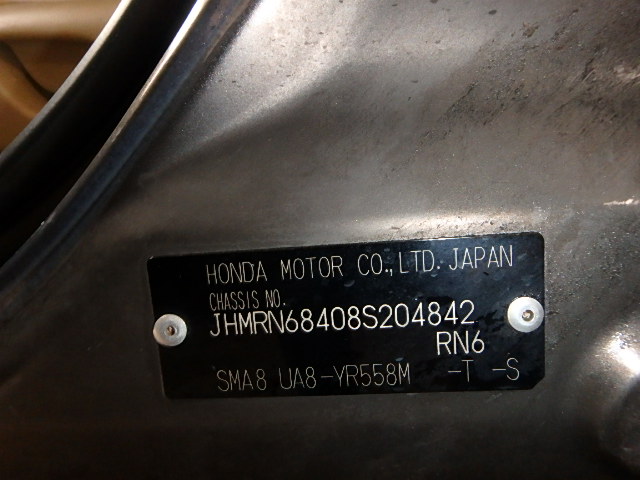 HONDA MOTOR CO.,LTD. JAPAN
CHASSIS NO.
JHMRN68408S204842
RN6
SMA8 UA8-YR558M -T -S